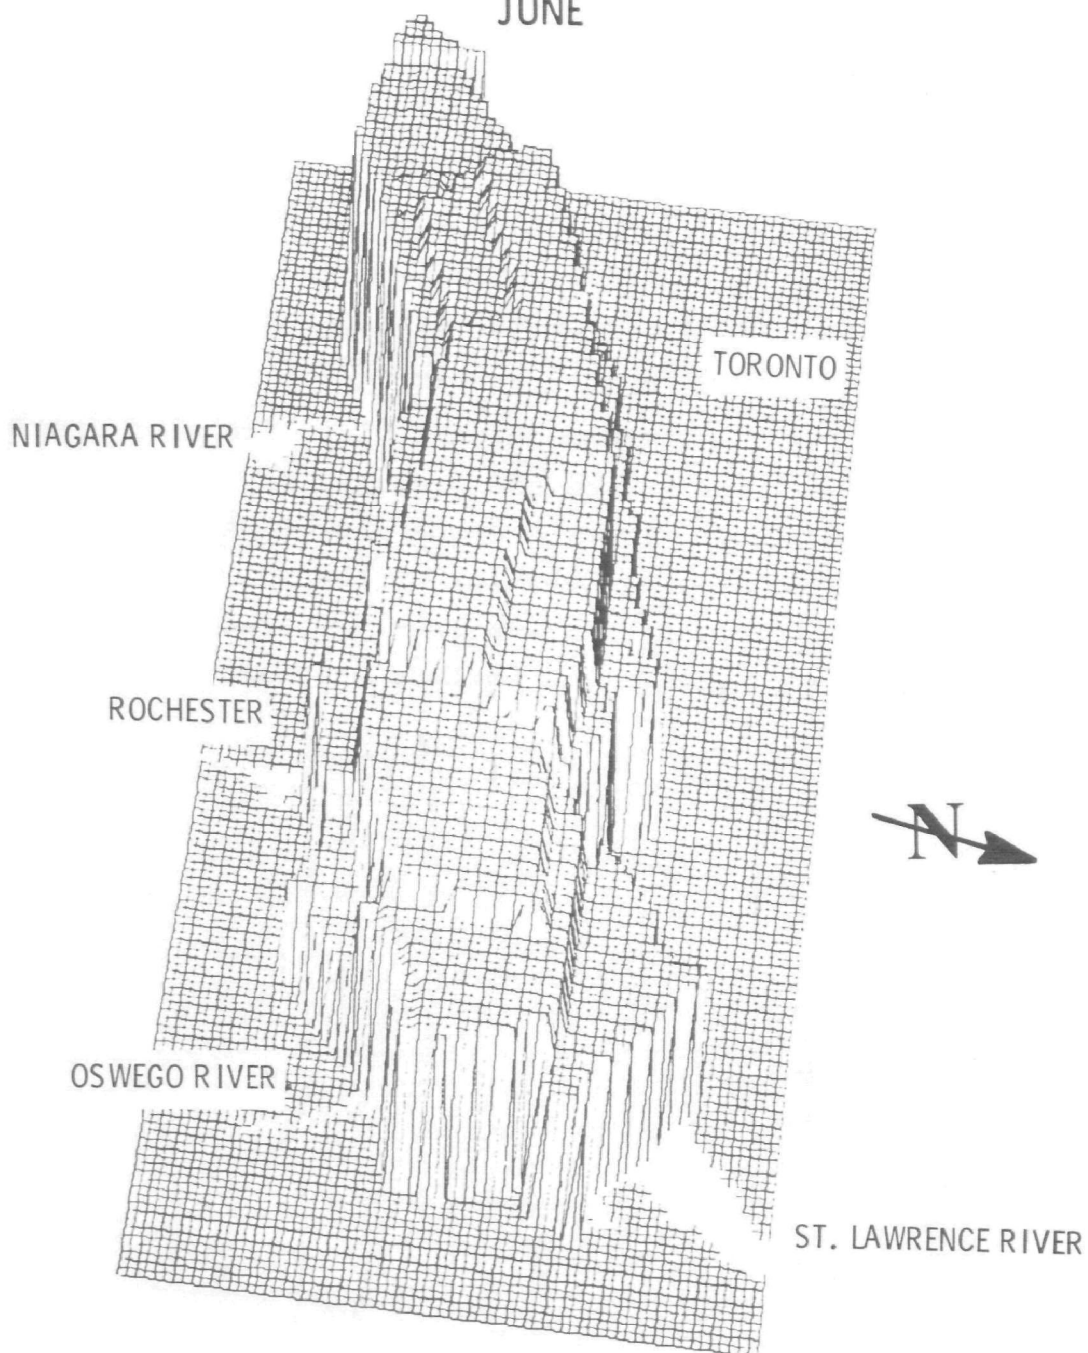 JUNE
TORONTO
NIAGARA RIVER
ROCHESTER
N
OSWEGO RIVER
ST. LAWRENCE RIVER